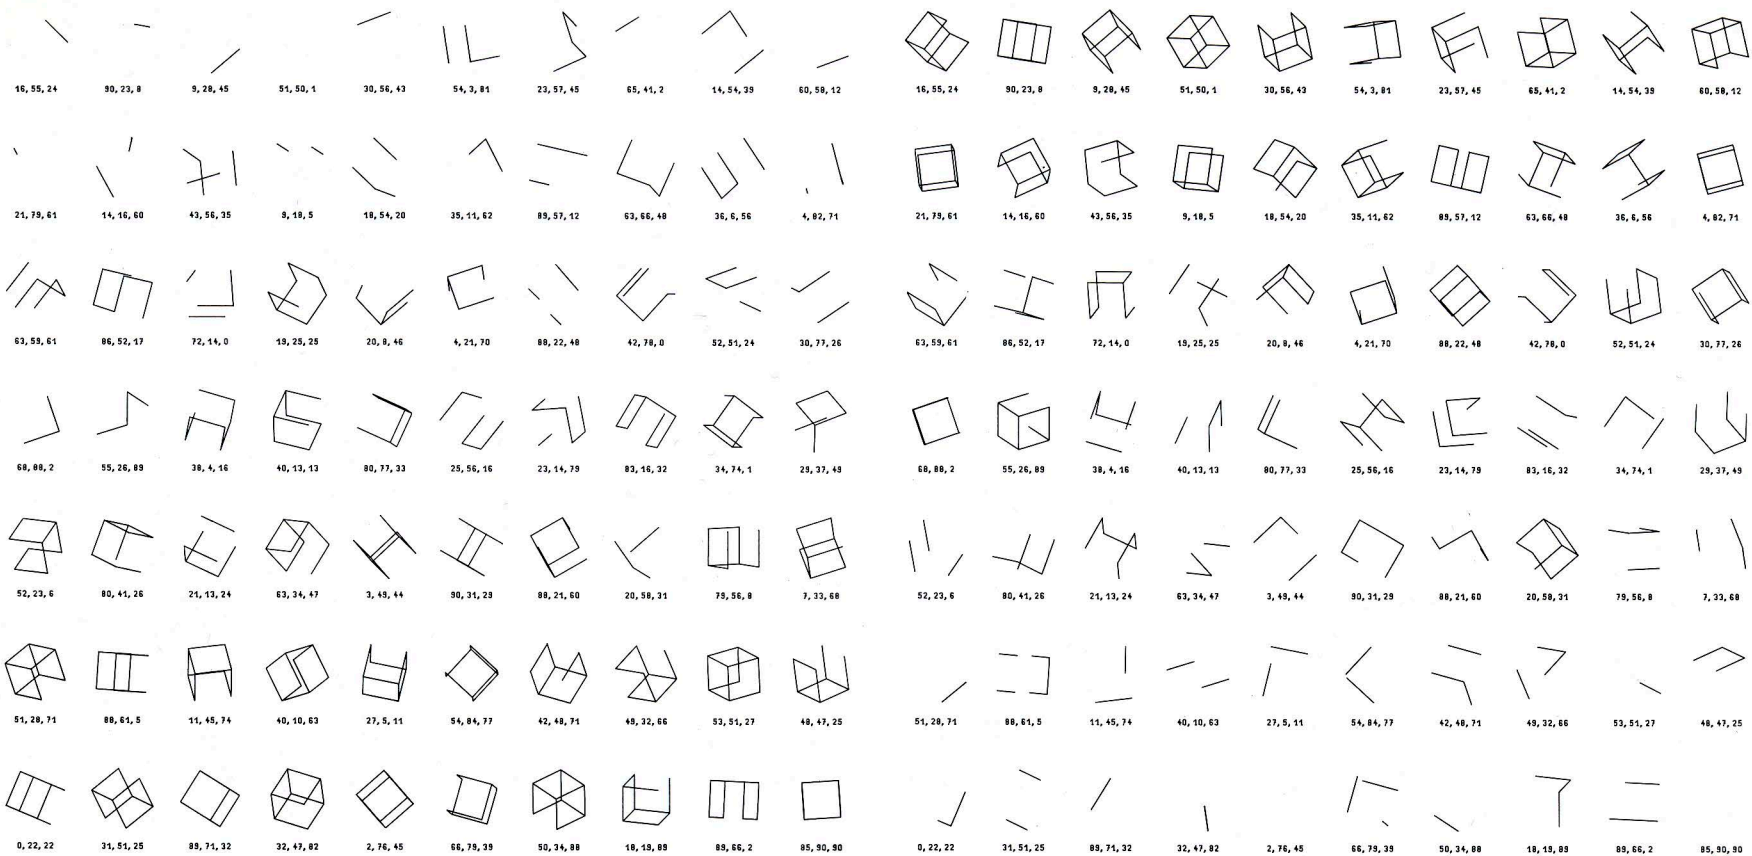 16, 55, 24 90, 23, 8 9, 28, 45 51, 50, 1 30, 56, 43 54, 3, 81 23, 57, 45 65, 41, 2 14, 54, 39 60, 58, 12 16, 55, 24 90, 23, 8 9, 28, 45 51, 50, 1 30, 56, 43 54, 3, 81 23, 57, 45 65, 41, 2 14, 54, 39 60, 58, 12
21, 79, 61 14, 16, 60 43, 56, 35 9, 18, 5 18, 54, 20 35, 11, 62 89, 57, 12 63, 66, 48 36, 6, 56 4, 82, 71 21, 79, 61 14, 16, 60 43, 56, 35 9, 18, 5 18, 54, 20 35, 11, 62 89, 57, 12 63, 66, 48 36, 6, 56 4, 82, 71
63, 59, 61 86, 52, 17 72, 14, 0 19, 25, 25 20, 8, 46 4, 21, 70 88, 22, 48 42, 78, 0 52, 51, 24 30, 77, 26 63, 59, 61 86, 52, 17 72, 14, 0 19, 25, 25 20, 8, 46 4, 21, 70 88, 22, 48 42, 78, 0 52, 51, 24 30, 77, 26
68, 88, 2 55, 26, 89 38, 4, 16 40, 13, 13 80, 77, 33 25, 56, 16 23, 14, 79 83, 16, 32 34, 74, 1 29, 37, 49 68, 88, 2 55, 26, 89 38, 4, 16 40, 13, 13 80, 77, 33 25, 56, 16 23, 14, 79 83, 16, 32 34, 74, 1 29, 37, 49
52, 23, 6 80, 41, 26 21, 13, 24 63, 34, 47 3, 49, 44 90, 31, 29 88, 21, 60 20, 58, 31 79, 56, 8 7, 33, 68 52, 23, 6 80, 41, 26 21, 13, 24 63, 34, 47 3, 49, 44 90, 31, 29 88, 21, 60 20, 58, 31 79, 56, 8 7, 33, 68
51, 28, 71 88, 61, 5 11, 45, 74 40, 10, 63 27, 5, 11 54, 84, 77 42, 48, 71 49, 32, 66 53, 51, 27 48, 47, 25 51, 28, 71 88, 61, 5 11, 45, 74 40, 10, 63 27, 5, 11 54, 84, 77 42, 48, 71 49, 32, 66 53, 51, 27 48, 47, 25
0, 22, 22 31, 51, 25 89, 71, 32 32, 47, 82 2, 76, 45 66, 79, 39 50, 34, 88 18, 19, 89 89, 66, 2 85, 90, 90 0, 22, 22 31, 51, 25 89, 71, 32 32, 47, 82 2, 76, 45 66, 79, 39 50, 34, 88 18, 19, 89 89, 66, 2 85, 90, 90